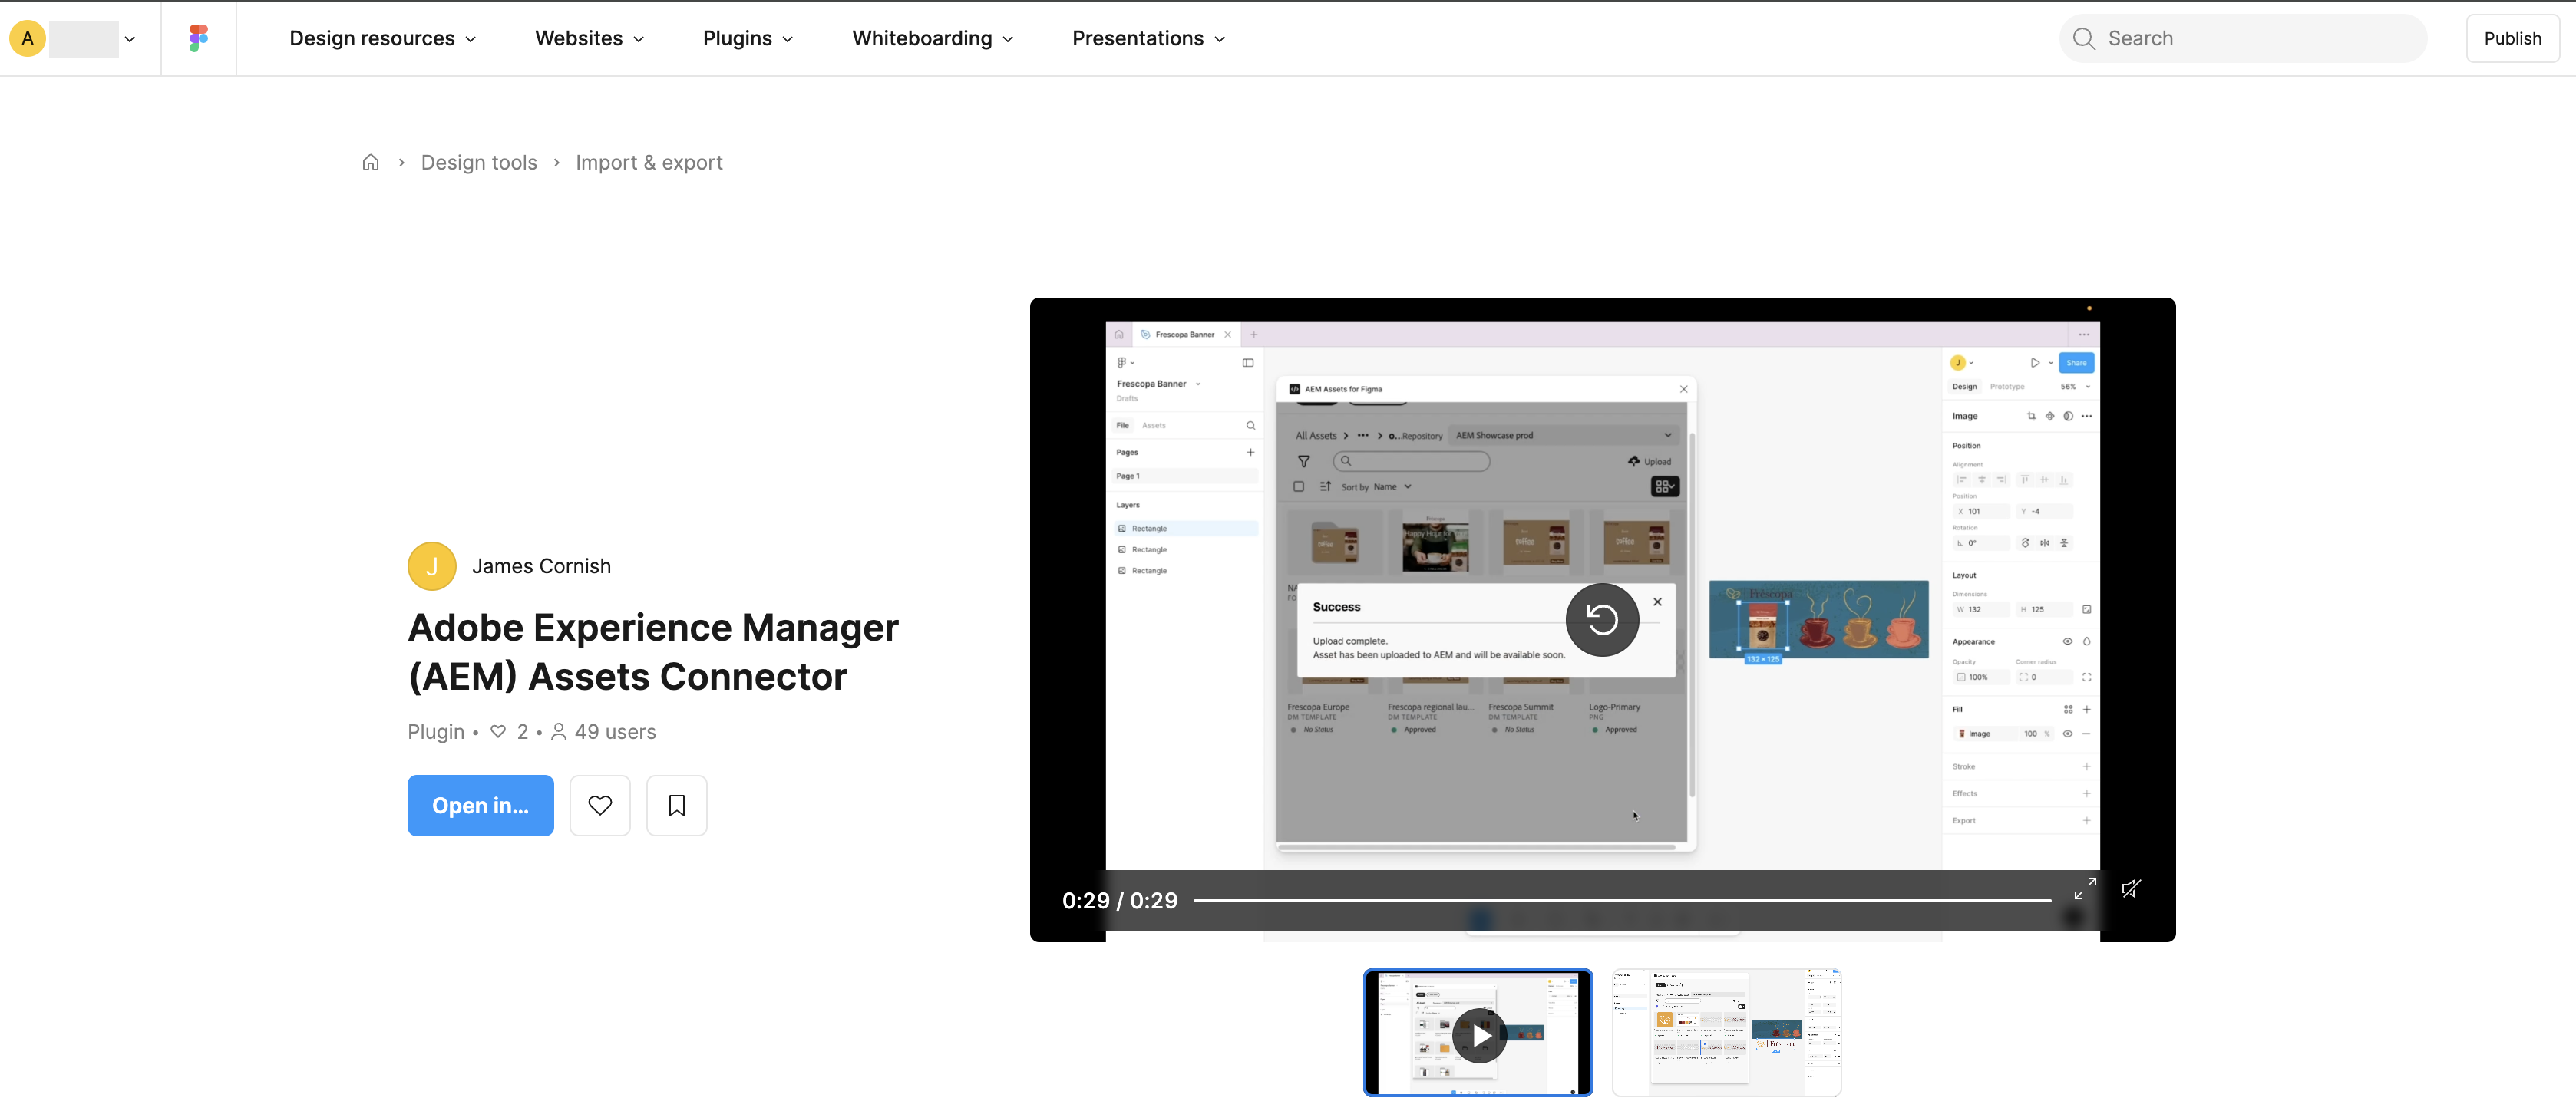 A
Design resources
Websites
Plugins
Whiteboarding
Presentations
Search
Publish
Design tools
Import & export
J
James Cornish
Adobe Experience Manager
(AEM) Assets Connector
Plugin • 2 • 49 users
Open in...
Frescopa Banner
Frescopa Banner
Drafts
File Assets
Pages
Page 1
Layers
Rectangle
Rectangle
Rectangle
AEM Assets for Figma
All Assets ••• o...Repository AEM Showcase prod
Upload
Sort by Name
Happy Hour
coffee
coffee
coffee
Success
Upload complete.
Asset has been uploaded to AEM and will be available soon.
Frescopa Europe
DM TEMPLATE
No Status
Frescopa regional lau...
DM TEMPLATE
Approved
Frescopa Summit
DM TEMPLATE
No Status
Logo-Primary
PNG
Approved
Frescopa
132 × 125
J
Share
Design Prototype 56%
Image
Position
Alignment
Position
X 101 Y -4
Rotation
0°
Layout
Dimensions
W 132 H 125
Appearance
Opacity Corner radius
100% 0
Fill
Image 100 %
Stroke
Effects
Export
0:29 / 0:29